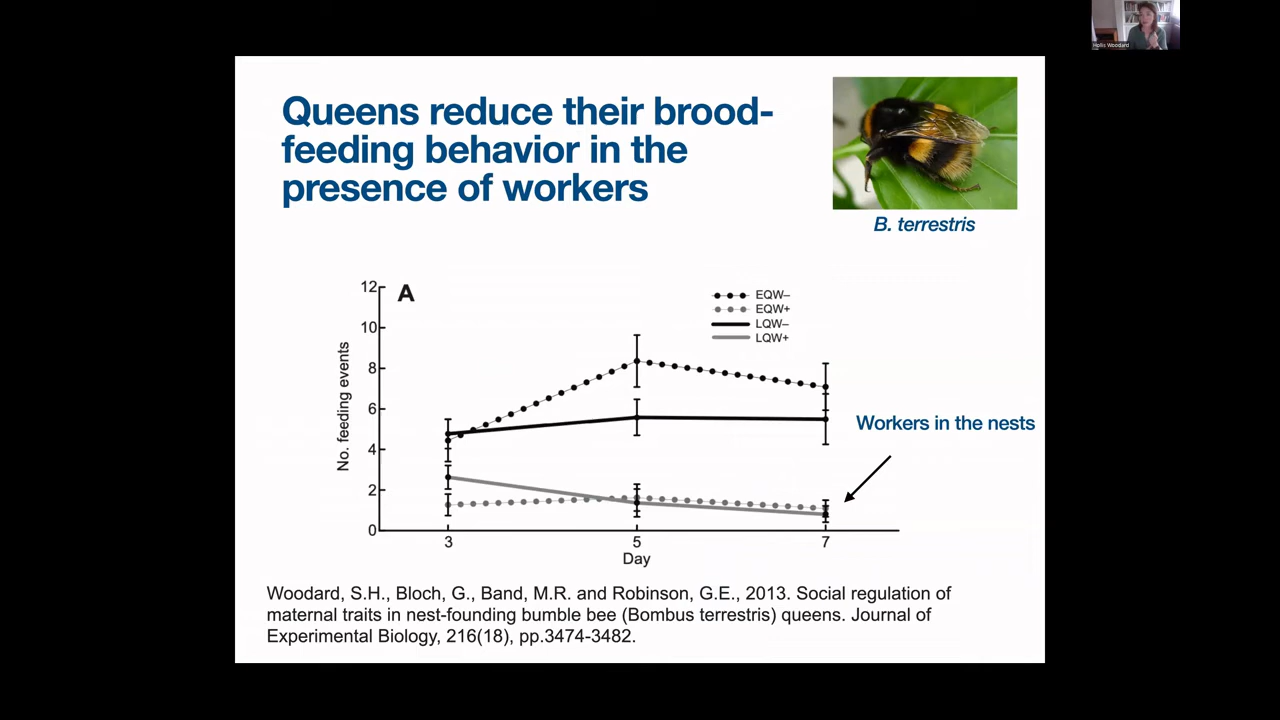 Hollis Woodard
Queens reduce their brood-
feeding behavior in the
presence of workers
B. terrestris
A
EQW–
EQW+
LQW–
LQW+
No. feeding events
12
10
8
6
4
2
0
3
5
7
Day
Workers in the nests
Woodard, S.H., Bloch, G., Band, M.R. and Robinson, G.E., 2013. Social regulation of
maternal traits in nest-founding bumble bee (Bombus terrestris) queens. Journal of
Experimental Biology, 216(18), pp.3474-3482.